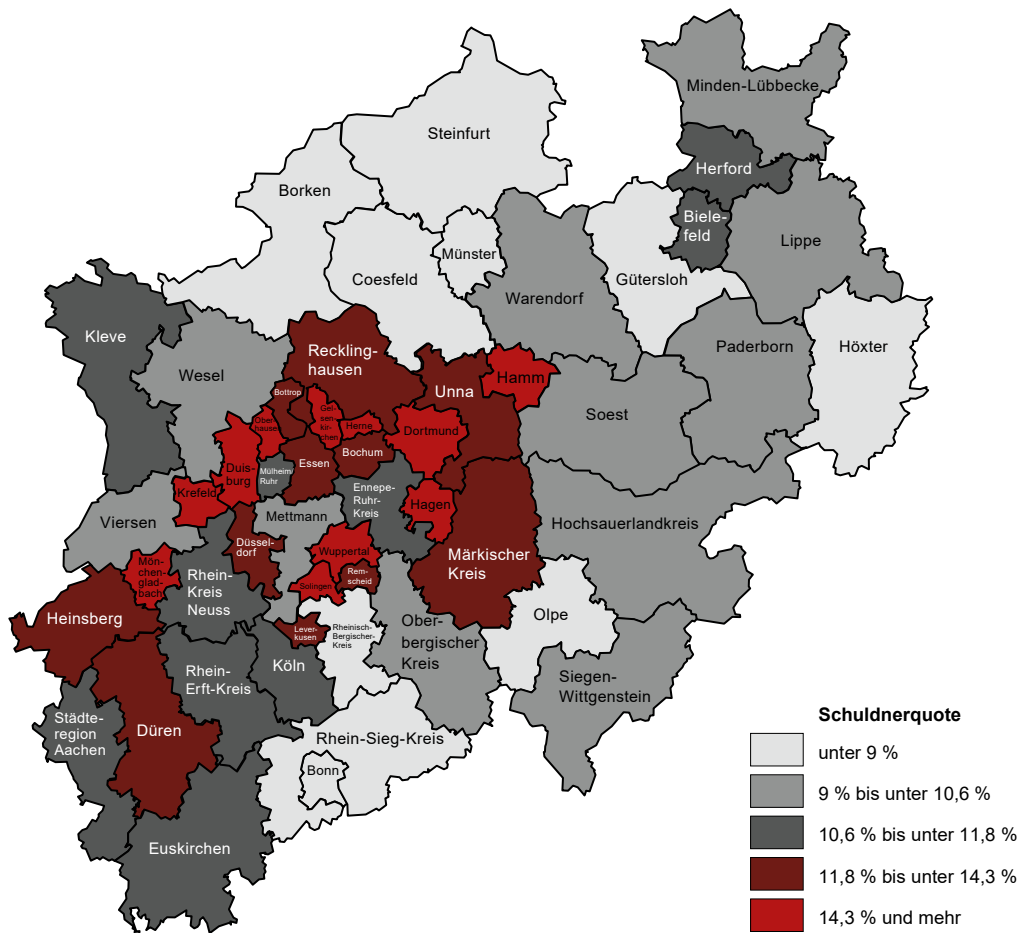 Minden-Lübbecke
Steinfurt
Herford
Borken
Biele-
feld
Lippe
Münster
Coesfeld
Gütersloh
Warendorf
Kleve
Paderborn
Höxter
Reckling-
hausen
Wesel
Unna
Hamm
Bottrop
Soest
Gel-
sen
kir-
chen
Ober
hausen
Herne
Dortmund
Bochum
Essen
Duis-
burg
Mülheim
Ruhr
Krefeld
Ennepe-
Ruhr-
Kreis
Hagen
Viersen
Mettmann
Hochsauerlandkreis
Düssel-
dorf
Wuppertal
Märkischer
Kreis
Mön-
chen-
glad-
bach
Rhein-
Kreis
Neuss
Rem-
scheid
Solingen
Heinsberg
Olpe
Ober-
bergischer
Kreis
Rheinisch-
Bergischer-
Kreis
Lever-
kusen
Köln
Rhein-
Erft-Kreis
Siegen-
Wittgenstein
Städte-
region
Aachen
Düren
Rhein-Sieg-Kreis
Bonn
Euskirchen
Schuldnerquote
unter 9 %
9 % bis unter 10,6 %
10,6 % bis unter 11,8 %
11,8 % bis unter 14,3 %
14,3 % und mehr